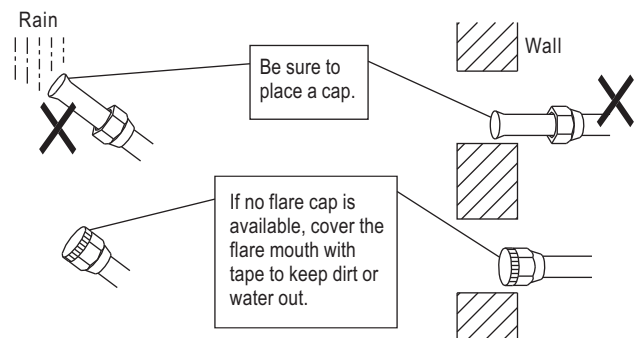 Rain
Wall
Be sure to
place a cap.
If no flare cap is
available, cover the
flare mouth with
tape to keep dirt or
water out.